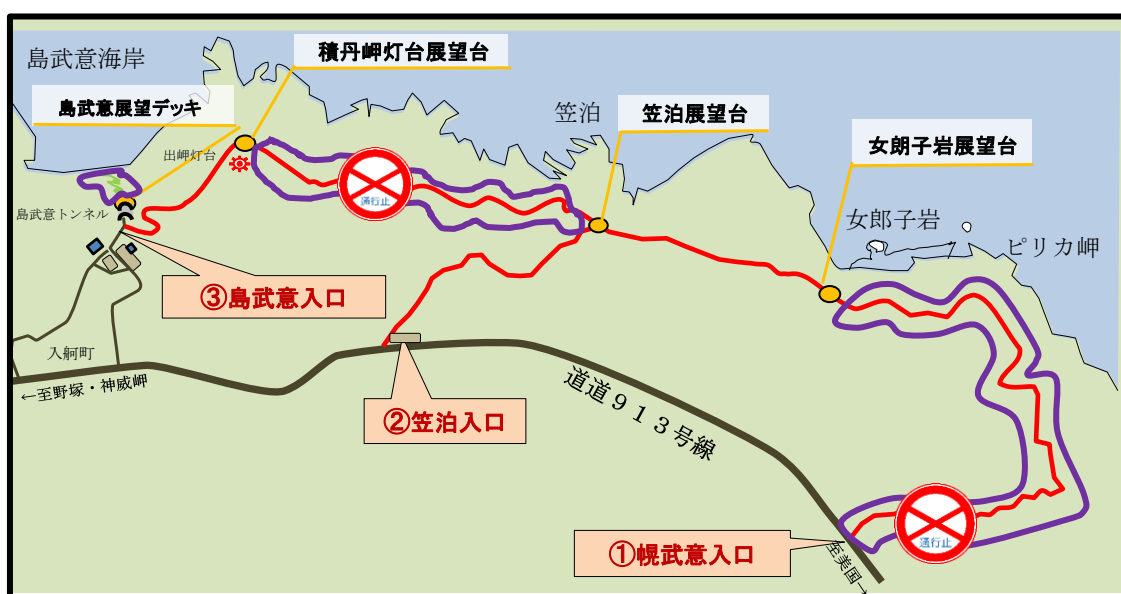 島武意海岸
積丹岬灯台展望台
島武意展望デッキ
出岬灯台
島武意トンネル
笠泊
笠泊展望台
女朗子岩展望台
女郎子岩
ピリカ岬
通行止
③島武意入口
入舸町
←至野塚・神威岬
②笠泊入口
道道913号線
①幌武意入口
至美国→
通行止